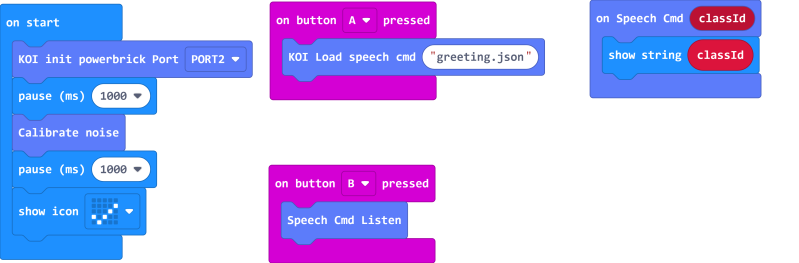 on start
KOI init powerbrick Port PORT2
pause (ms) 1000
Calibrate noise
pause (ms) 1000
show icon
on button A pressed
KOI Load speech cmd "greeting.json"
on button B pressed
Speech Cmd Listen
on Speech Cmd classId
show string classId